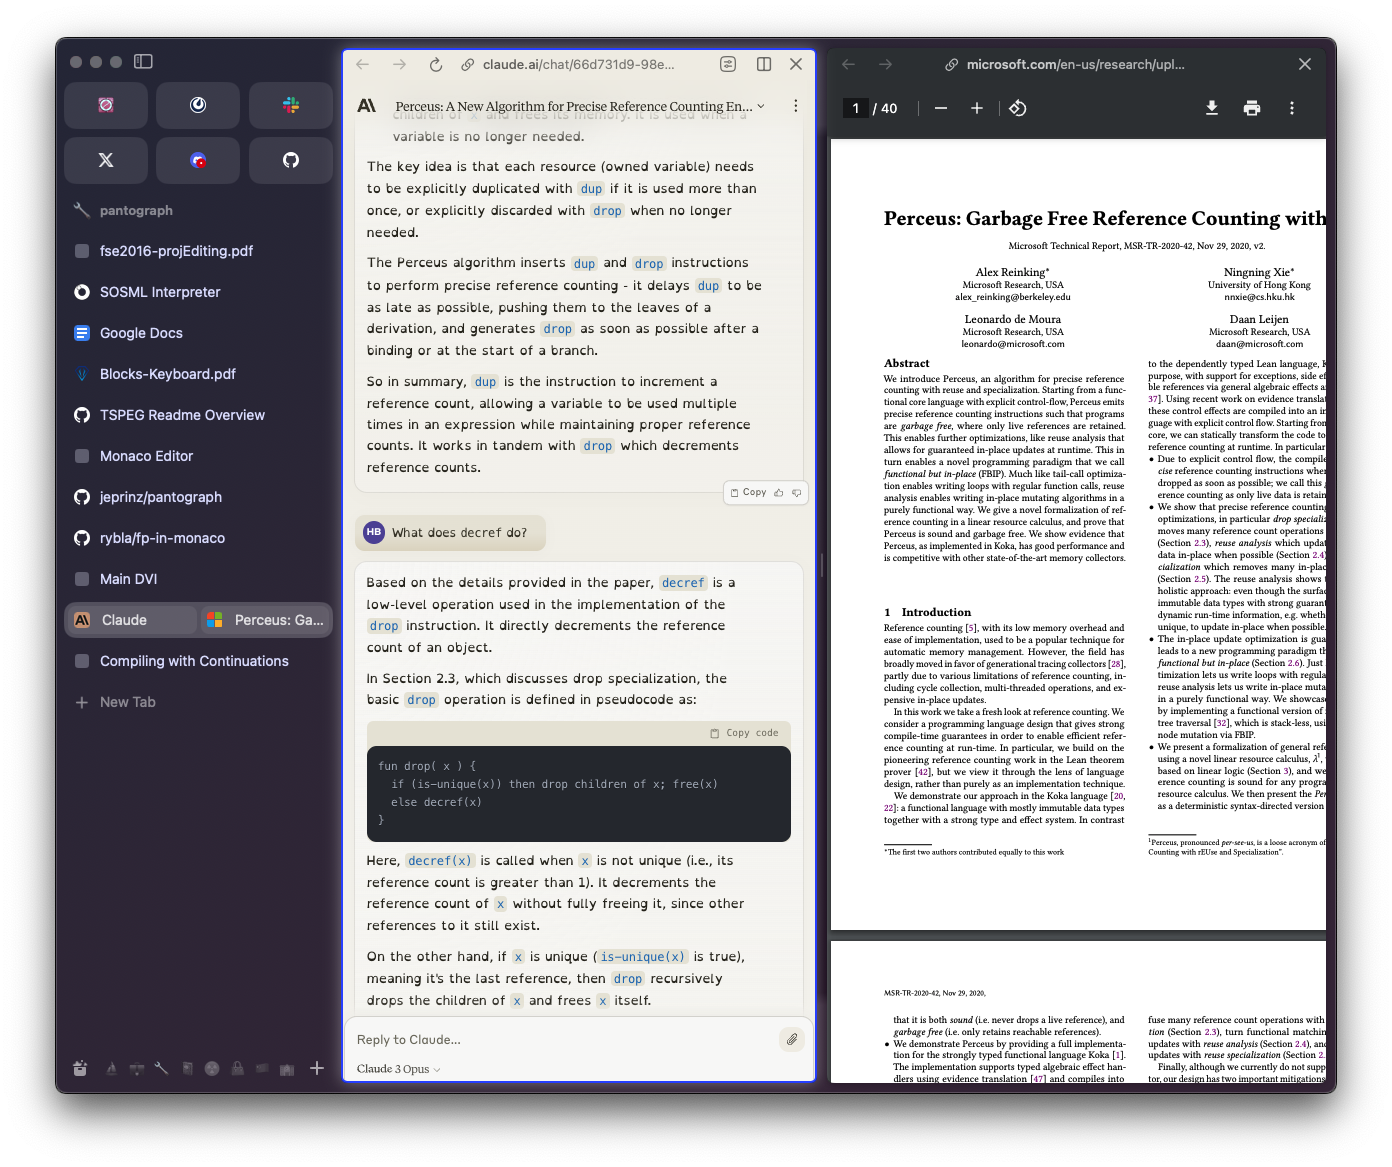 pantograph
fse2016-projEditing.pdf
SOSML Interpreter
Google Docs
Blocks-Keyboard.pdf
TSPEG Readme Overview
Monaco Editor
jeprinz/pantograph
rybla/fp-in-monaco
Main DVI
Claude
Perceus: Ga...
Compiling with Continuations
New Tab
claude.ai/chat/66d731d9-98e...
Perceus: A New Algorithm for Precise Reference Counting En...
children of x and frees its memory. It is used when a
variable is no longer needed.
The key idea is that each resource (owned variable) needs
to be explicitly duplicated with dup if it is used more than
once, or explicitly discarded with drop when no longer
needed.
The Perceus algorithm inserts dup and drop instructions
to perform precise reference counting - it delays dup to be
as late as possible, pushing them to the leaves of a
derivation, and generates drop as soon as possible after a
binding or at the start of a branch.
So in summary, dup is the instruction to increment a
reference count, allowing a variable to be used multiple
times in an expression while maintaining proper reference
counts. It works in tandem with drop which decrements
reference counts.
Copy
HB What does decref do?
Based on the details provided in the paper, decref is a
low-level operation used in the implementation of the
drop instruction. It directly decrements the reference
count of an object.
In Section 2.3, which discusses drop specialization, the
basic drop operation is defined in pseudocode as:
Copy code
fun drop( x ) {
if (is-unique(x)) then drop children of x; free(x)
else decref(x)
}
Here, decref(x) is called when x is not unique (i.e., its
reference count is greater than 1). It decrements the
reference count of x without fully freeing it, since other
references to it still exist.
On the other hand, if x is unique (is-unique(x) is true),
meaning it's the last reference, then drop recursively
drops the children of x and frees x itself.
Reply to Claude...
Claude 3 Opus
microsoft.com/en-us/research/upl...
1 / 40
Perceus: Garbage Free Reference Counting with
Microsoft Technical Report, MSR-TR-2020-42, Nov 29, 2020, v2.
Alex Reinking*
Microsoft Research, USA
alex_reinking@berkeley.edu
Ningning Xie*
University of Hong Kong
nnxie@cs.hku.hk
Leonardo de Moura
Microsoft Research, USA
leonardo@microsoft.com
Daan Leijen
Microsoft Research, USA
daan@microsoft.com
Abstract
We introduce Perceus, an algorithm for precise reference
counting with reuse and specialization. Starting from a func-
tional core language with explicit control-flow, Perceus emits
precise reference counting instructions such that programs
are garbage free, where only live references are retained.
This enables further optimizations, like reuse analysis that
allows for guaranteed in-place updates at runtime. This in
turn enables a novel programming paradigm that we call
functional but in-place (FBIP). Much like tail-call optimiza-
tion enables writing loops with regular function calls, reuse
analysis enables writing in-place mutating algorithms in a
purely functional way. We give a novel formalization of ref-
erence counting in a linear resource calculus, and prove that
Perceus is sound and garbage free. We show evidence that
Perceus, as implemented in Koka, has good performance and
is competitive with other state-of-the-art memory collectors.
1 Introduction
Reference counting [5], with its low memory overhead and
ease of implementation, used to be a popular technique for
automatic memory management. However, the field has
broadly moved in favor of generational tracing collectors [28],
partly due to various limitations of reference counting, in-
cluding cycle collection, multi-threaded operations, and ex-
pensive in-place updates.
In this work we take a fresh look at reference counting. We
consider a programming language design that gives strong
compile-time guarantees in order to enable efficient refer-
ence counting at run-time. In particular, we build on the
pioneering reference counting work in the Lean theorem
prover [42], but we view it through the lens of language
design, rather than purely as an implementation technique.
We demonstrate our approach in the Koka language [20,
22]: a functional language with mostly immutable data types
together with a strong type and effect system. In contrast
*The first two authors contributed equally to this work
to the dependently typed Lean language,
purpose, with support for exceptions, side ef
ble references via general algebraic effects a
37]. Using recent work on evidence translat
these control effects are compiled into an in
guage with explicit control flow. Starting from
core, we can statically transform the code to
reference counting at runtime. In particular
• Due to explicit control flow, the compile
cise reference counting instructions wher
dropped as soon as possible; we call this
erence counting as only live data is retain
• We show that precise reference counting
optimizations, in particular drop specializ
moves many reference count operations
(Section 2.3), reuse analysis which updat
data in-place when possible (Section 2.4)
cialization which removes many in-plac
(Section 2.5). The reuse analysis shows t
holistic approach: even though the surfac
immutable data types with strong guarant
dynamic run-time information, e.g. wheth
unique, to update in-place when possible.
• The in-place update optimization is gua
leads to a new programming paradigm th
functional but in-place (Section 2.6). Just
timization lets us write loops with regula
reuse analysis lets us write in-place muta
in a purely functional way. We showcase
by implementing a functional version of
tree traversal [32], which is stack-less, usi
node mutation via FBIP.
• We present a formalization of general refe
using a novel linear resource calculus, λ¹,
based on linear logic (Section 3), and we
erence counting is sound for any progra
resource calculus. We then present the Per
as a deterministic syntax-directed version
¹Perceus, pronounced per-see-us, is a loose acronym of
Counting with rEUse and Specialization".
MSR-TR-2020-42, Nov 29, 2020,
that it is both sound (i.e. never drops a live reference), and
garbage free (i.e. only retains reachable references).
• We demonstrate Perceus by providing a full implementa-
tion for the strongly typed functional language Koka [1].
The implementation supports typed algebraic effect han-
dlers using evidence translation [47] and compiles into
fuse many reference count operations with
tion (Section 2.3), turn functional matchin
updates with reuse analysis (Section 2.4), and
updates with reuse specialization (Section 2.
Finally, although we currently do not supp
tor, our design has two important mitigations